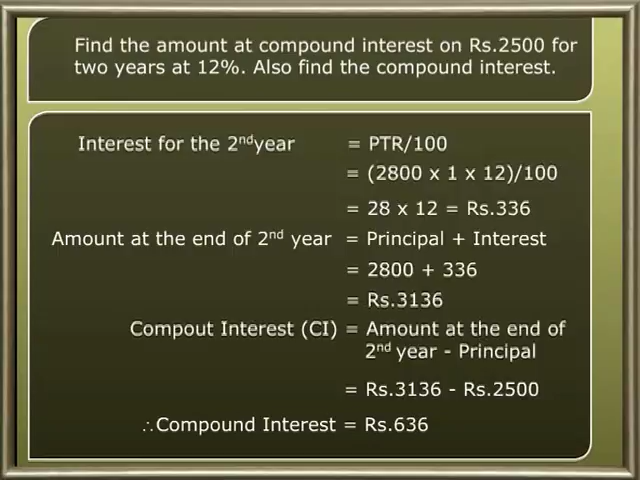 Find the amount at compound interest on Rs.2500 for
two years at 12%. Also find the compound interest.
Interest for the 2nd year = PTR/100
= (2800 x 1 x 12)/100
= 28 x 12 = Rs.336
Amount at the end of 2nd year = Principal + Interest
= 2800 + 336
= Rs.3136
Compout Interest (CI) = Amount at the end of
2nd year - Principal
= Rs.3136 - Rs.2500
∴Compound Interest = Rs.636